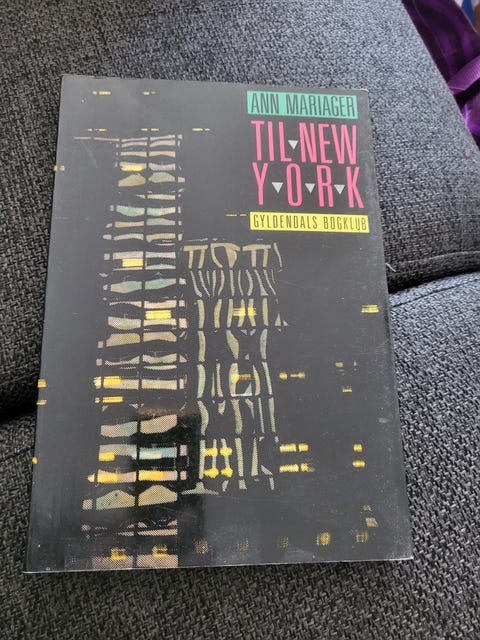 ANN MARIAGER
TIL▾NEW
Y▾O▾R▾K
GYLDENDALS BOGKLUB